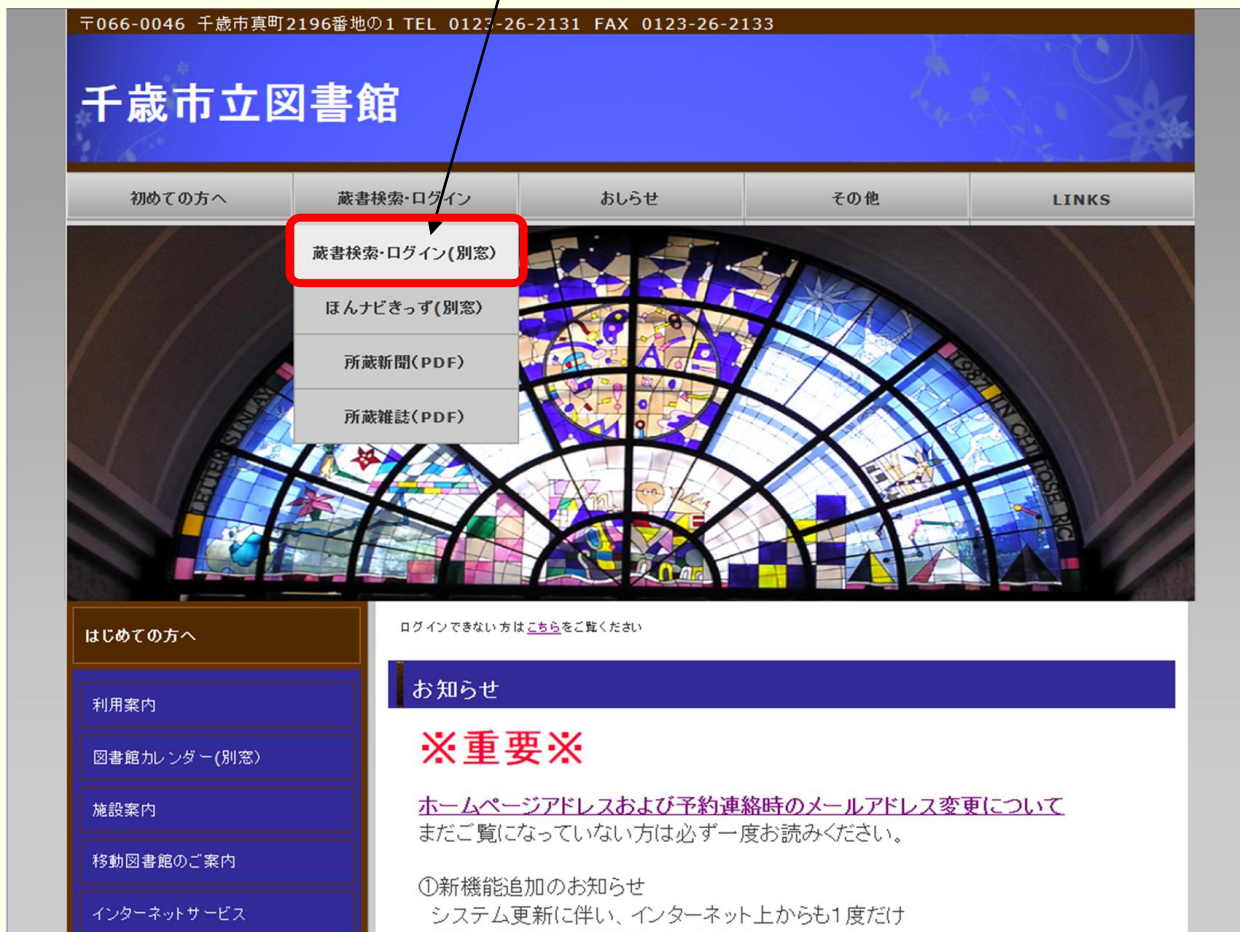 〒066-0046 千歳市真町2196番地の1 TEL 0123-26-2131 FAX 0123-26-2133
千歳市立図書館
初めての方へ 蔵書検索・ログイン おしらせ その他 LINKS
蔵書検索・ログイン(別窓)
ほんナビきっず(別窓)
所蔵新聞(PDF)
所蔵雑誌(PDF)
LETTERS IN LAY
1997 IN CHITOSE RC
はじめての方へ
利用案内
図書館カレンダー(別窓)
施設案内
移動図書館のご案内
インターネットサービス
ログインできない方はこちらをご覧ください
お知らせ
※重要※
ホームページアドレスおよび予約連絡時のメールアドレス変更について
まだご覧になっていない方は必ず一度お読みください。
①新機能追加のお知らせ
システム更新に伴い、インターネット上からも1度だけ